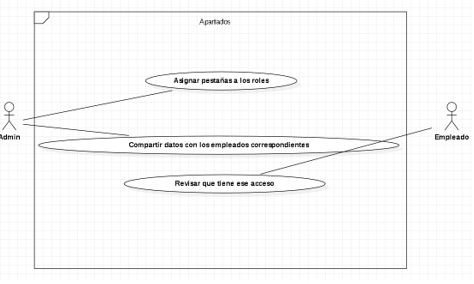 Apartados
Asignar pestañas a los roles
Admin
Empleado
Compartir datos con los empleados correspondientes
Revisar que tiene ese acceso